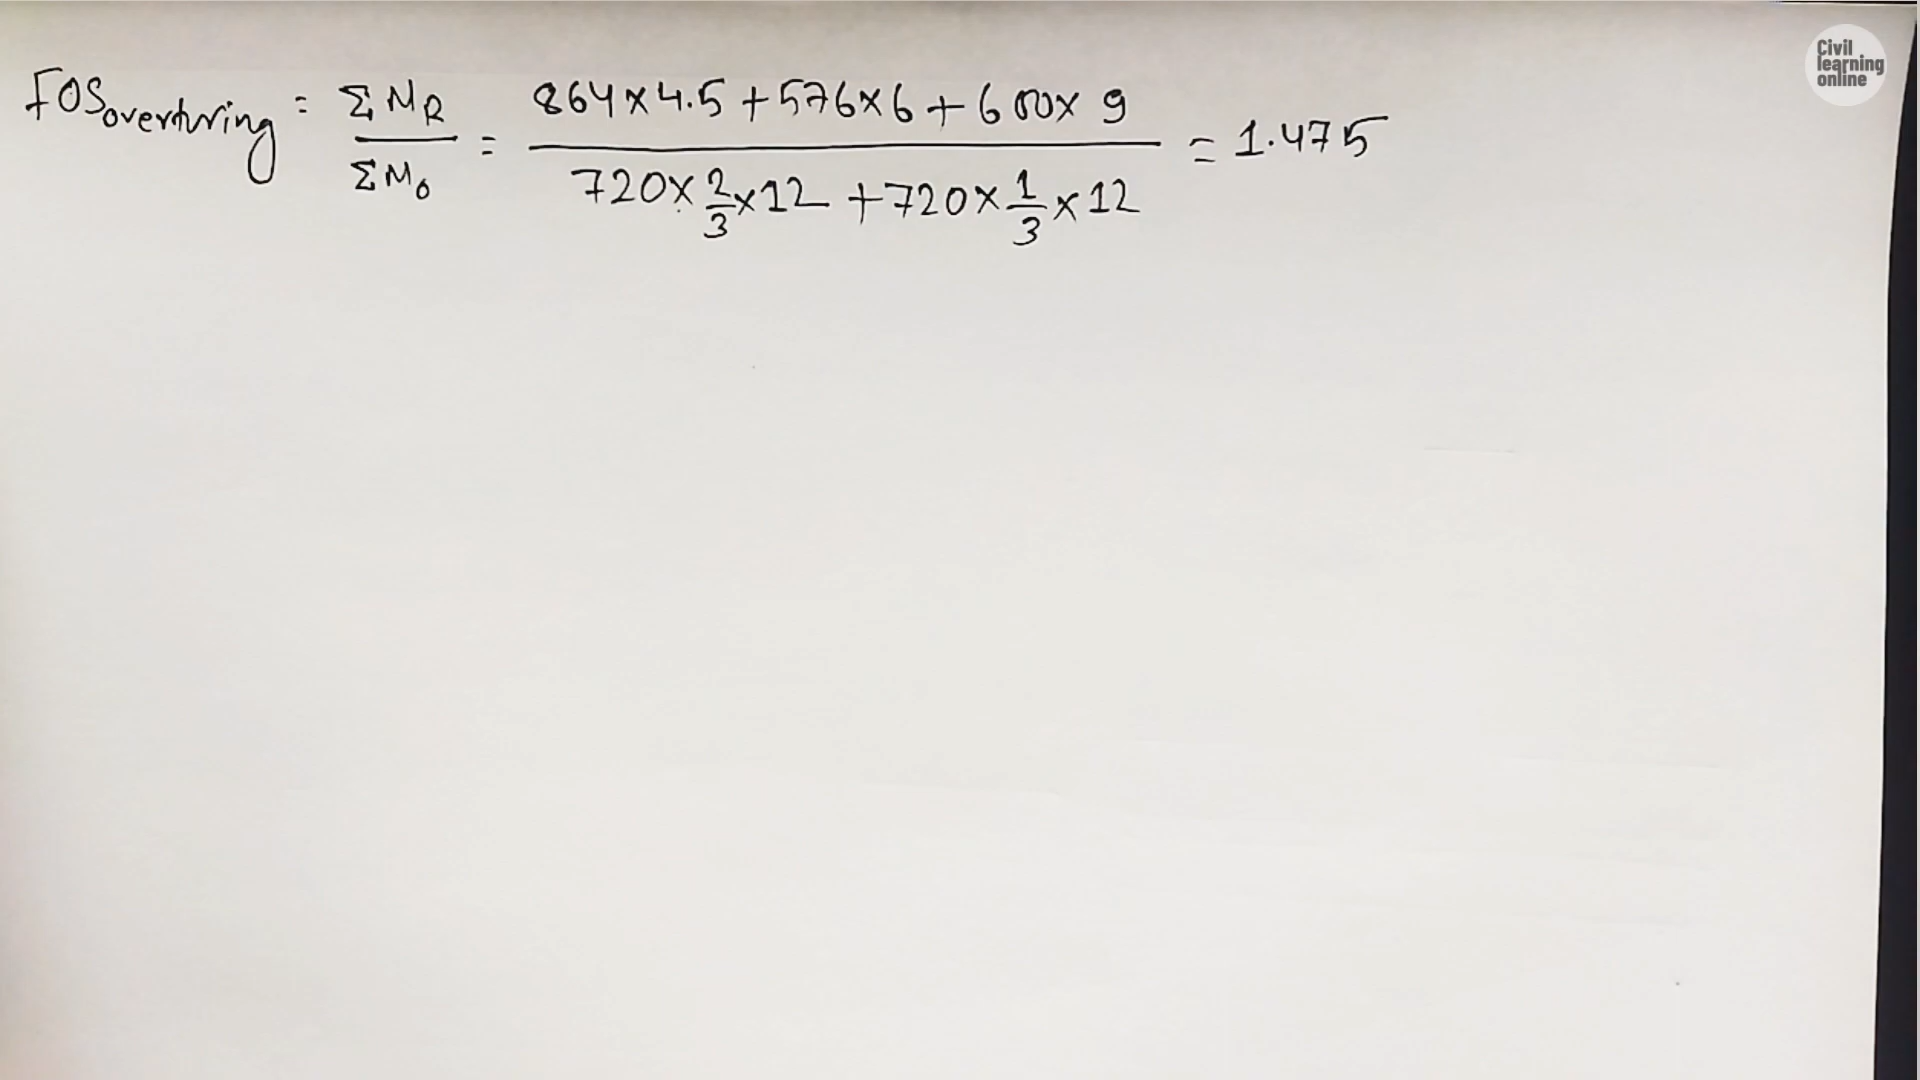 FOSoverturing = ΣMR / ΣMo = 864×4.5+576×6+600×9 / 720×2/3×12+720×1/3×12 = 1.475
Civil
learning
online